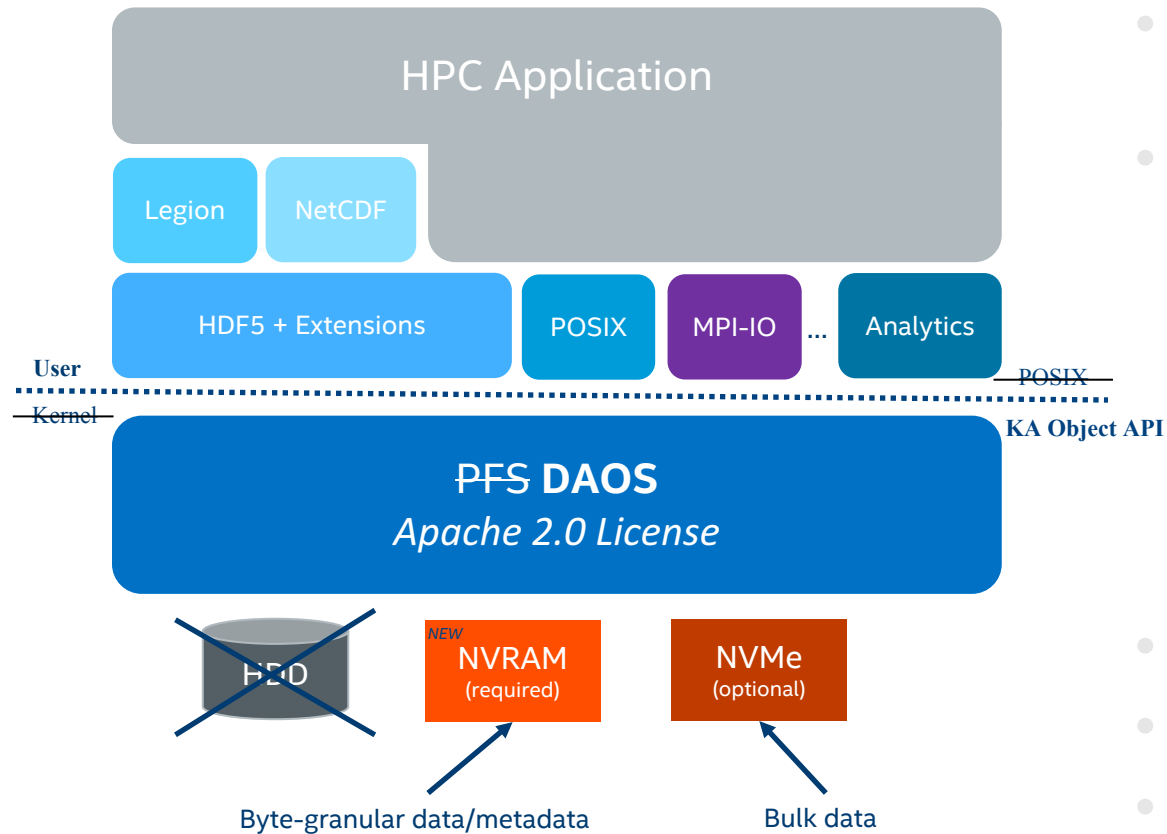 HPC Application
Legion
NetCDF
HDF5 + Extensions
POSIX
MPI-IO
...
Analytics
User
POSIX
Kernel
KA Object API
PFS DAOS
Apache 2.0 License
HDD
NEW
NVRAM
(required)
NVMe
(optional)
Byte-granular data/metadata
Bulk data